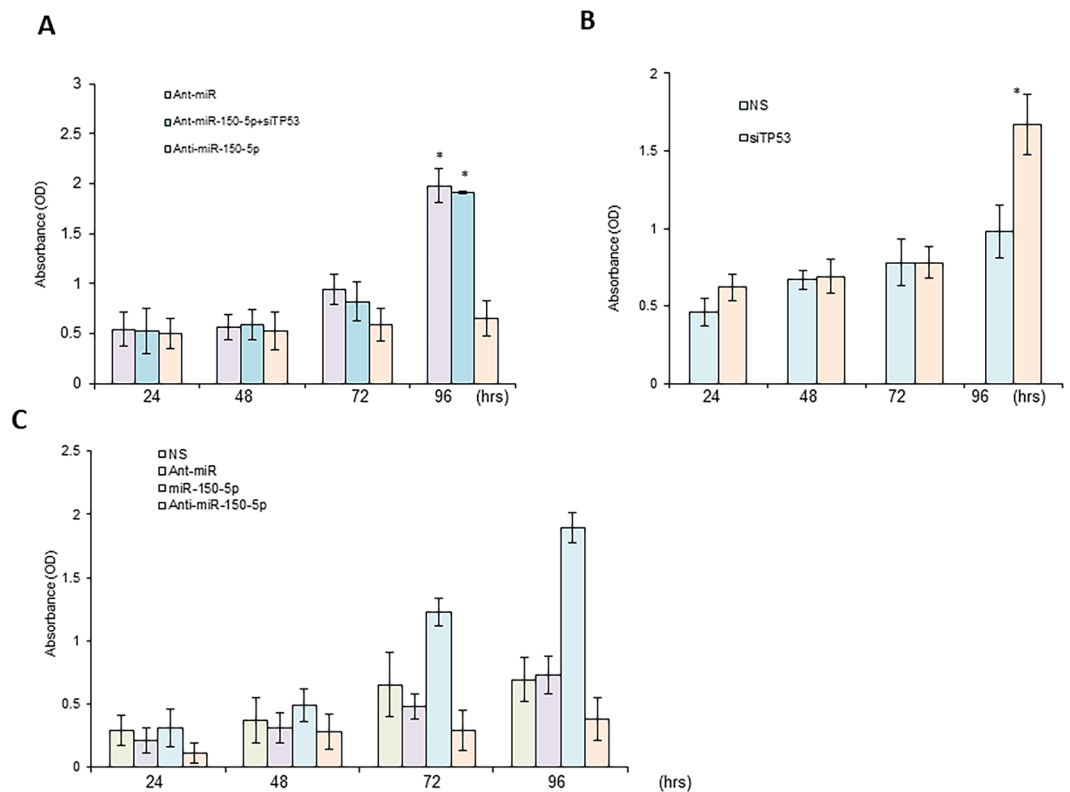 A
3
2.5
2
1.5
1
0.5
0
Absorbance (OD)
Ant-miR
Ant-miR-150-5p+siTP53
Anti-miR-150-5p
* *
24 48 72 96 (hrs)
B
2
1.5
1
0.5
0
Absorbance (OD)
NS
siTP53
*
24 48 72 96 (hrs)
C
2.5
2
1.5
1
0.5
0
Absorbance (OD)
NS
Ant-miR
miR-150-5p
Anti-miR-150-5p
24 48 72 96 (hrs)